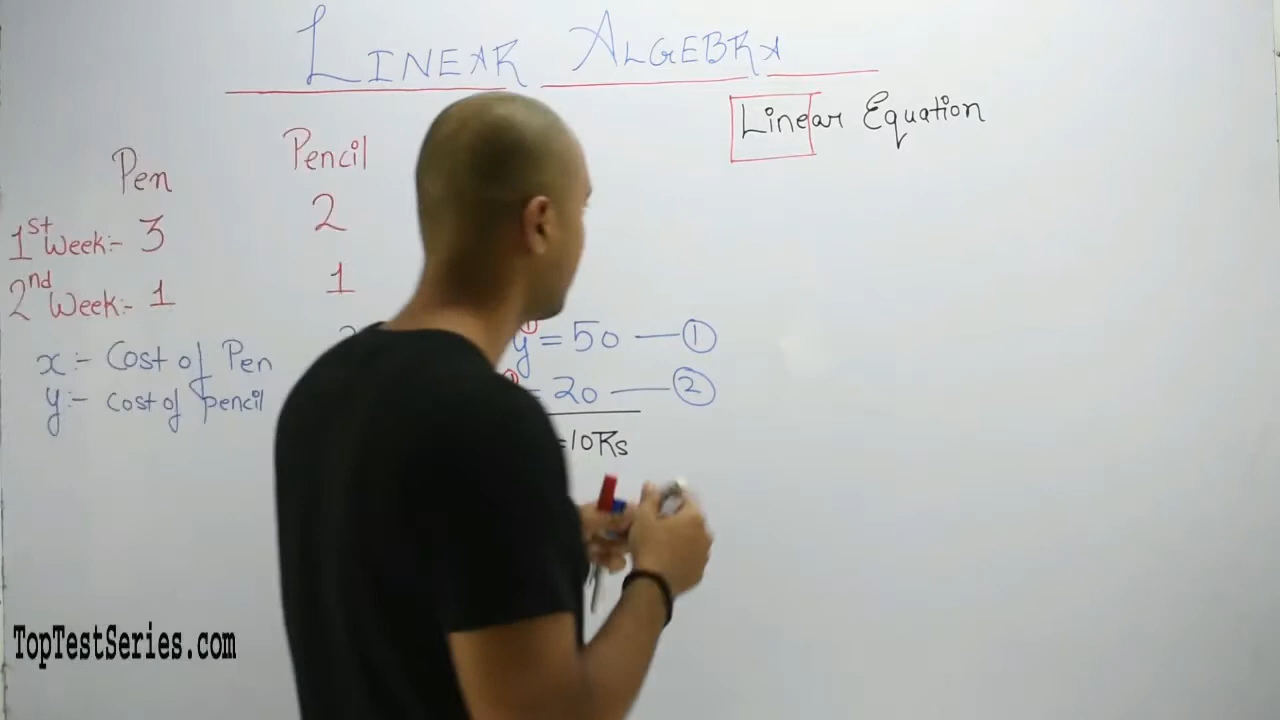 LINEAR ALGEBRA
Linear Equation
Pen Pencil
1st Week:- 3 2
2nd Week:- 1 1
x :- Cost of Pen
y :- cost of pencil
y = 50 — 1
= 20 — 2
=10Rs
TopTestSeries.com